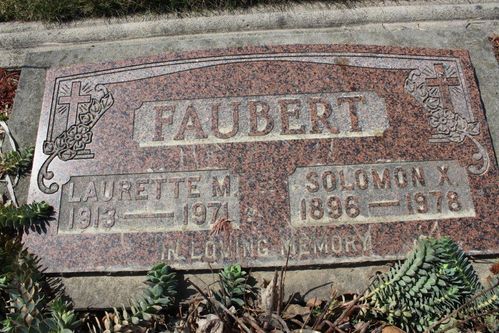 FAUBERT
LAURETTE M.
1913 — 1971
SOLOMON X.
1896 — 1978
IN LOVING MEMORY